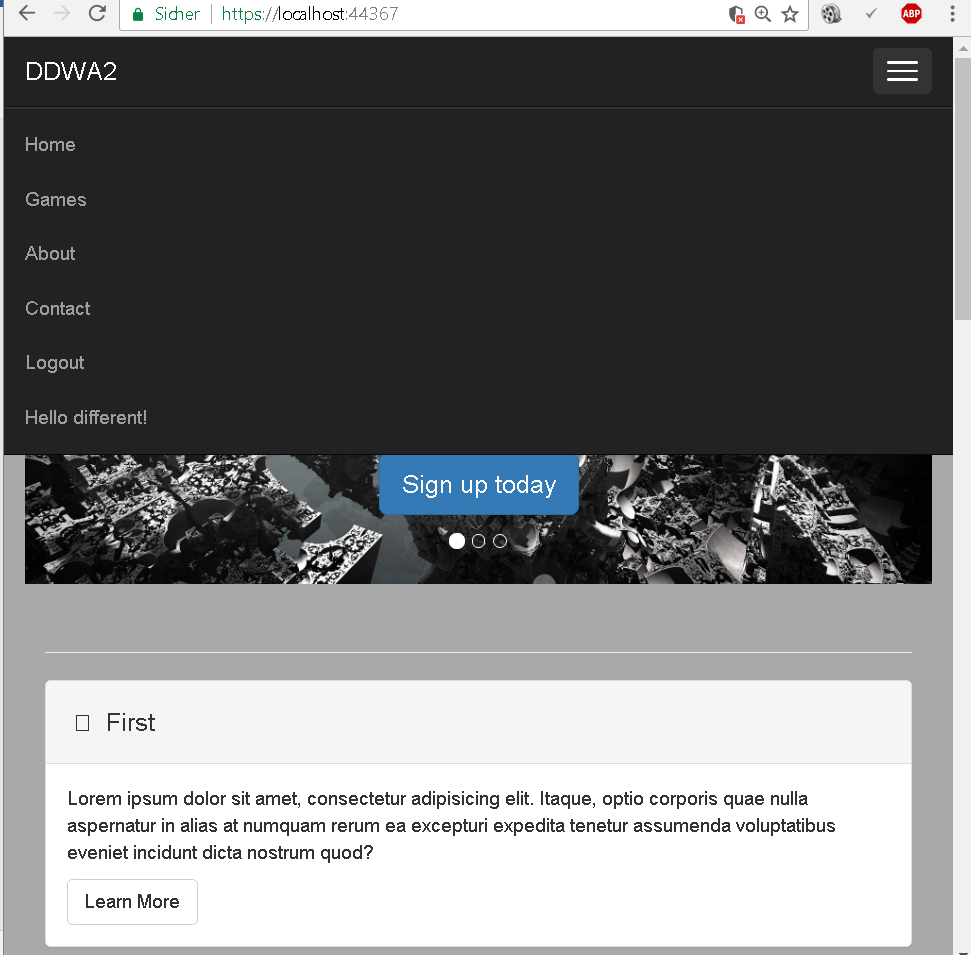 Sicher https://localhost:44367
ABP
DDWA2
Home
Games
About
Contact
Logout
Hello different!
Sign up today
First
Lorem ipsum dolor sit amet, consectetur adipisicing elit. Itaque, optio corporis quae nulla
aspernatur in alias at numquam rerum ea excepturi expedita tenetur assumenda voluptatibus
eveniet incidunt dicta nostrum quod?
Learn More